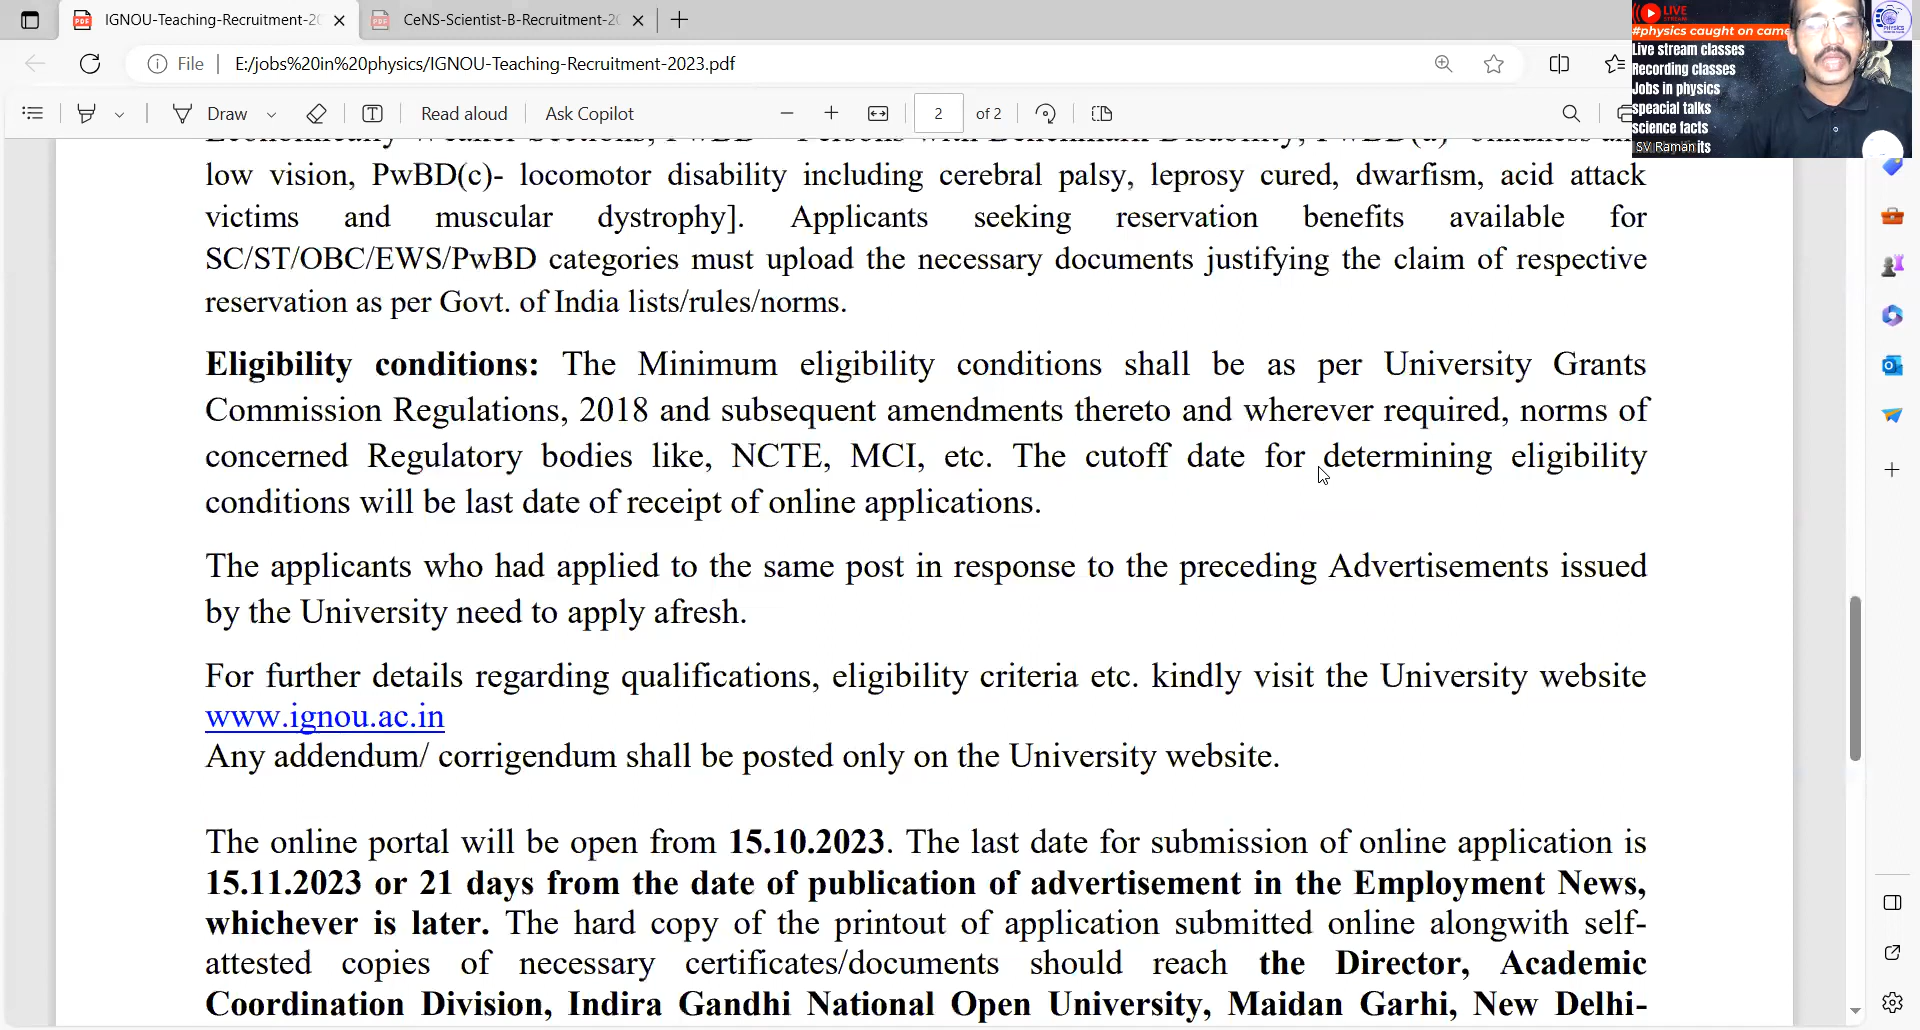 IGNOU-Teaching-Recruitment-20
CeNS-Scientist-B-Recruitment-20
File
E:/jobs%20in%20physics/IGNOU-Teaching-Recruitment-2023.pdf
Draw
Read aloud
Ask Copilot
2
of 2
LIVE
#physics caught on came
Live stream classes
Recording classes
Jobs in physics
speacial talks
science facts
SV Raman
its
low vision, PwBD(c)- locomotor disability including cerebral palsy, leprosy cured, dwarfism, acid attack
victims and muscular dystrophy]. Applicants seeking reservation benefits available for
SC/ST/OBC/EWS/PwBD categories must upload the necessary documents justifying the claim of respective
reservation as per Govt. of India lists/rules/norms.
Eligibility conditions: The Minimum eligibility conditions shall be as per University Grants
Commission Regulations, 2018 and subsequent amendments thereto and wherever required, norms of
concerned Regulatory bodies like, NCTE, MCI, etc. The cutoff date for determining eligibility
conditions will be last date of receipt of online applications.
The applicants who had applied to the same post in response to the preceding Advertisements issued
by the University need to apply afresh.
For further details regarding qualifications, eligibility criteria etc. kindly visit the University website
www.ignou.ac.in
Any addendum/ corrigendum shall be posted only on the University website.
The online portal will be open from 15.10.2023. The last date for submission of online application is
15.11.2023 or 21 days from the date of publication of advertisement in the Employment News,
whichever is later. The hard copy of the printout of application submitted online alongwith self-
attested copies of necessary certificates/documents should reach the Director, Academic
Coordination Division, Indira Gandhi National Open University, Maidan Garhi, New Delhi-